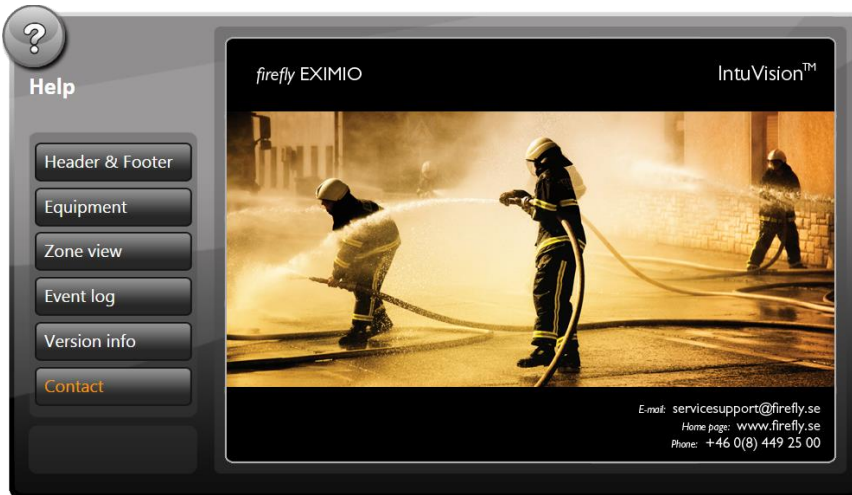 ?
Help
Header & Footer
Equipment
Zone view
Event log
Version info
Contact
firefly EXIMIO
IntuVision™
E-mail: servicesupport@firefly.se
Home page: www.firefly.se
Phone: +46 0(8) 449 25 00